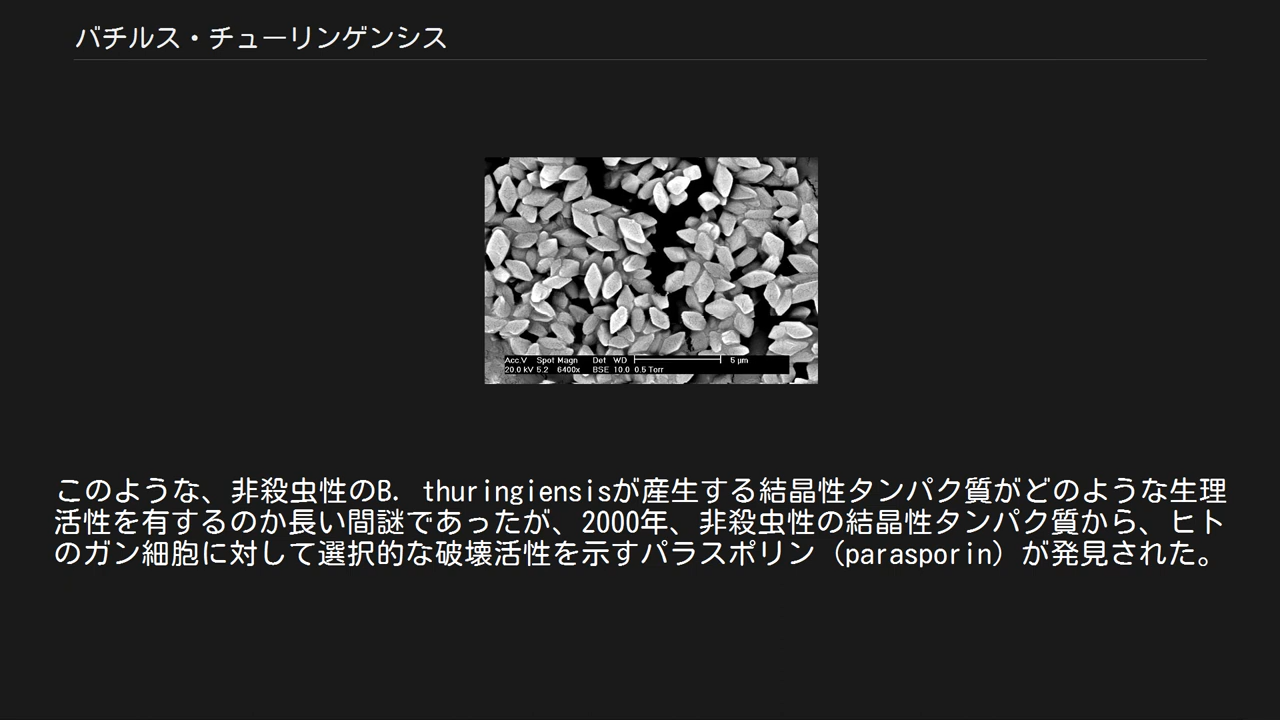 バチルス・チューリンゲンシス
Acc.V Spot Magn Det WD 5 µm
20.0 kV 5.2 6400x BSE 10.0 0.5 Torr
このような、非殺虫性のB. thuringiensisが産生する結晶性タンパク質がどのような生理
活性を有するのか長い間謎であったが、2000年、非殺虫性の結晶性タンパク質から、ヒト
のガン細胞に対して選択的な破壊活性を示すパラスポリン（parasporin）が発見された。